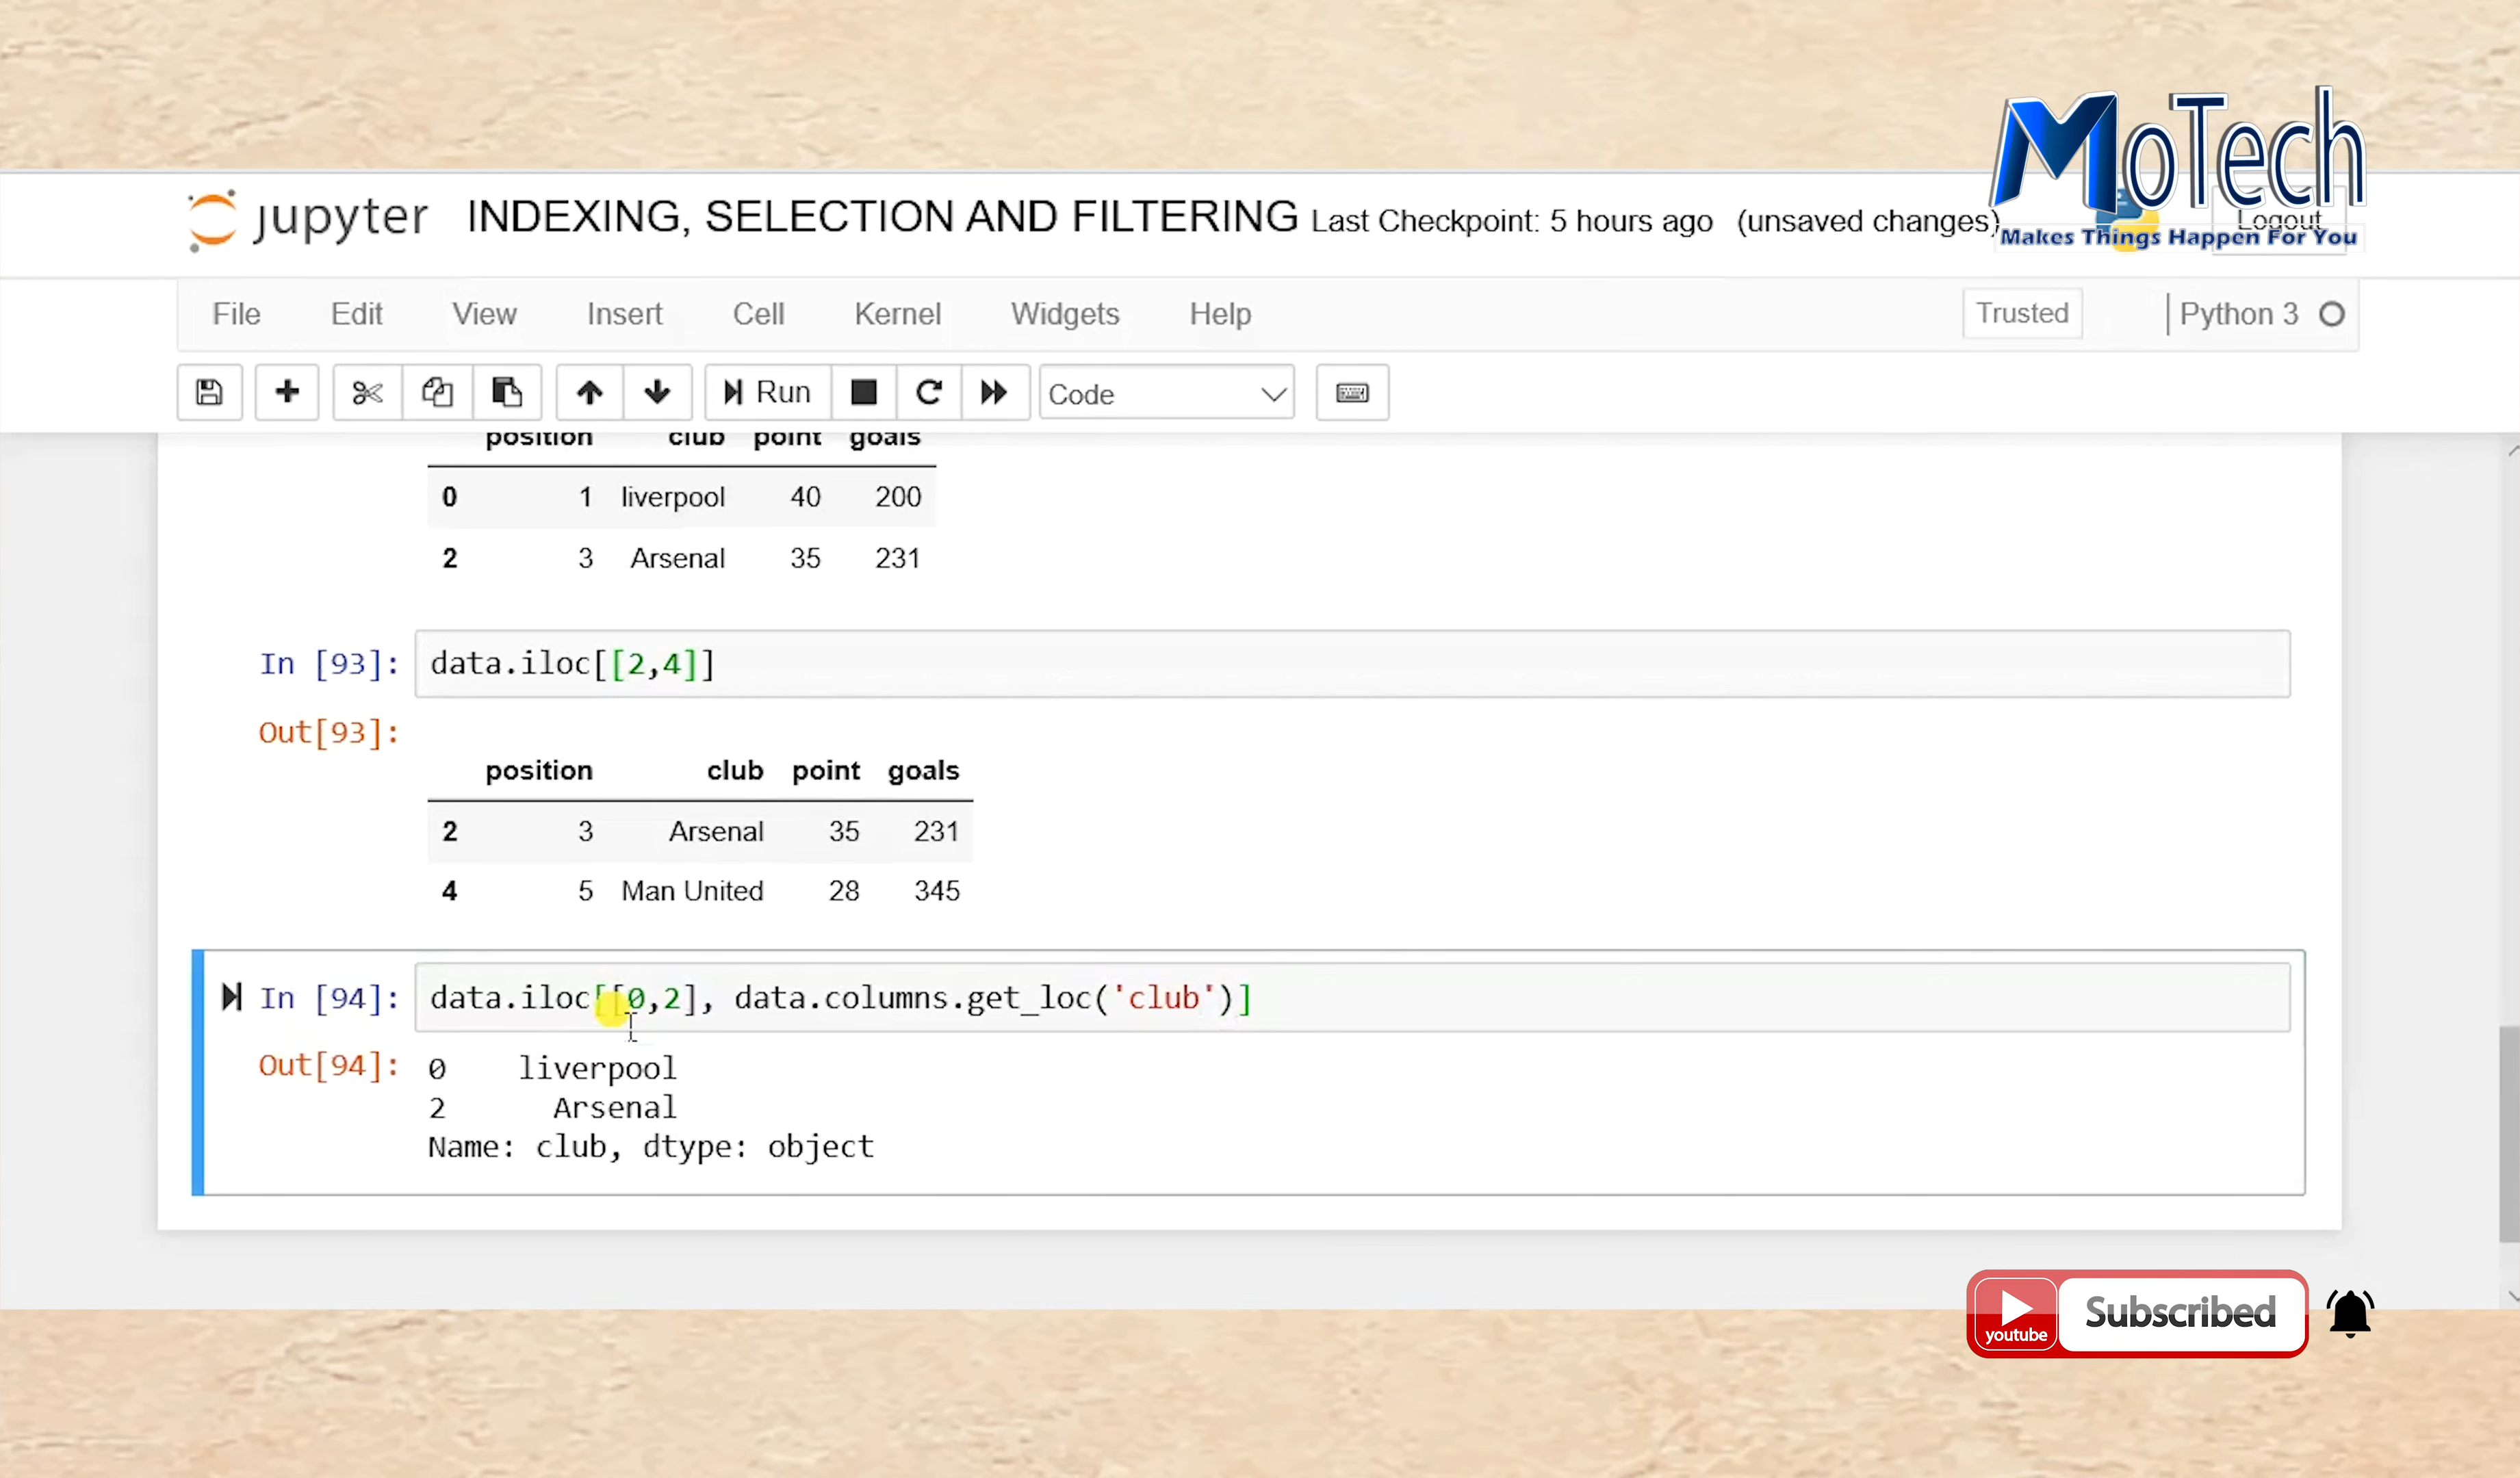 MoTech
Makes Things Happen For You
jupyter INDEXING, SELECTION AND FILTERING Last Checkpoint: 5 hours ago (unsaved changes) Logout
File Edit View Insert Cell Kernel Widgets Help Trusted Python 3
Run Code
position club point goals
0 1 liverpool 40 200
2 3 Arsenal 35 231
In [93]: data.iloc[[2,4]]
Out[93]:
position club point goals
2 3 Arsenal 35 231
4 5 Man United 28 345
In [94]: data.iloc[[0,2], data.columns.get_loc('club')]
Out[94]: 0 liverpool
2 Arsenal
Name: club, dtype: object
youtube Subscribed